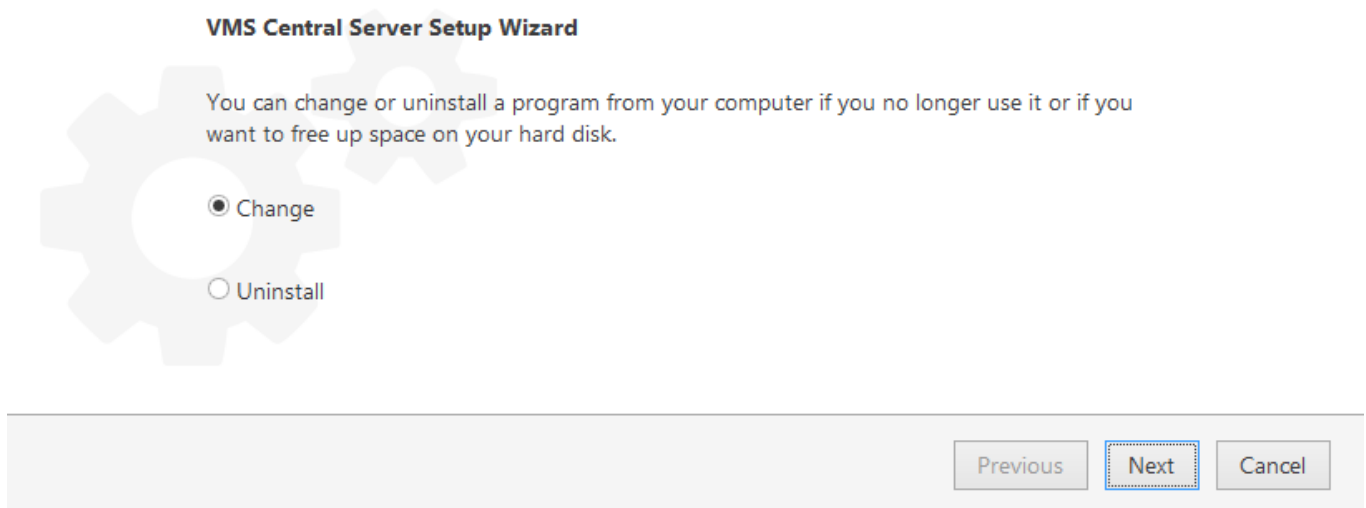 VMS Central Server Setup Wizard
You can change or uninstall a program from your computer if you no longer use it or if you
want to free up space on your hard disk.
Change
Uninstall
Previous
Next
Cancel